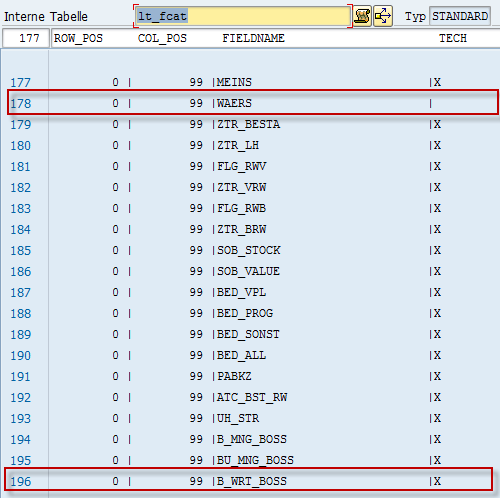 Interne Tabelle lt_fcat Typ STANDARD
177 ROW_POS COL_POS FIELDNAME TECH
177 0 | 99 |MEINS |X
178 0 | 99 |WAERS |
179 0 | 99 |ZTR_BESTA |X
180 0 | 99 |ZTR_LH |X
181 0 | 99 |FLG_RWV |X
182 0 | 99 |ZTR_VRW |X
183 0 | 99 |FLG_RWB |X
184 0 | 99 |ZTR_BRW |X
185 0 | 99 |SOB_STOCK |X
186 0 | 99 |SOB_VALUE |X
187 0 | 99 |BED_VPL |X
188 0 | 99 |BED_PROG |X
189 0 | 99 |BED_SONST |X
190 0 | 99 |BED_ALL |X
191 0 | 99 |PABKZ |X
192 0 | 99 |ATC_BST_RW |X
193 0 | 99 |UH_STR |X
194 0 | 99 |B_MNG_BOSS |X
195 0 | 99 |BU_MNG_BOSS |X
196 0 | 99 |B_WRT_BOSS |X